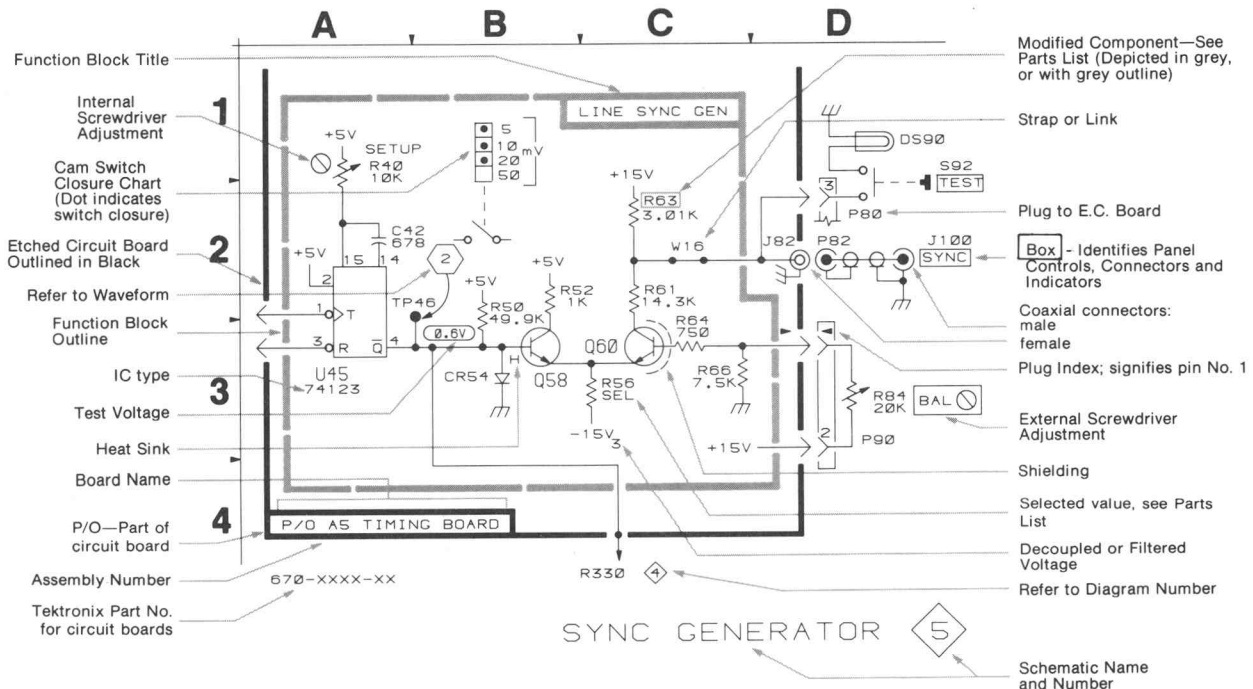 A
B
C
D
1
2
3
4
Function Block Title
Internal
Screwdriver
Adjustment
Cam Switch
Closure Chart
(Dot indicates
switch closure)
Etched Circuit Board
Outlined in Black
Refer to Waveform
Function Block
Outline
IC type
Test Voltage
Heat Sink
Board Name
P/O—Part of
circuit board
Assembly Number
Tektronix Part No.
for circuit boards
LINE SYNC GEN
+5V
SETUP
R40
10K
5
10
20
50
mV
+15V
R63
3.01K
C42
678
+5V
15
14
2
1
T
3
R
Q̅
4
U45
74123
2
TP46
0.6V
+5V
R50
49.9K
+5V
R52
1K
H
CR54
Q58
W16
R61
14.3K
Q60
R64
750
R56
SEL
-15V
3
R66
7.5K
+15V
DS90
S92
TEST
3
P80
J82
P82
J100
SYNC
R84
20K
BAL
2
P90
P/O A5 TIMING BOARD
670-XXXX-XX
R330
4
SYNC GENERATOR
5
Modified Component—See
Parts List (Depicted in grey,
or with grey outline)
Strap or Link
Plug to E.C. Board
Box - Identifies Panel
Controls, Connectors and
Indicators
Coaxial connectors:
male
female
Plug Index; signifies pin No. 1
External Screwdriver
Adjustment
Shielding
Selected value, see Parts
List
Decoupled or Filtered
Voltage
Refer to Diagram Number
Schematic Name
and Number